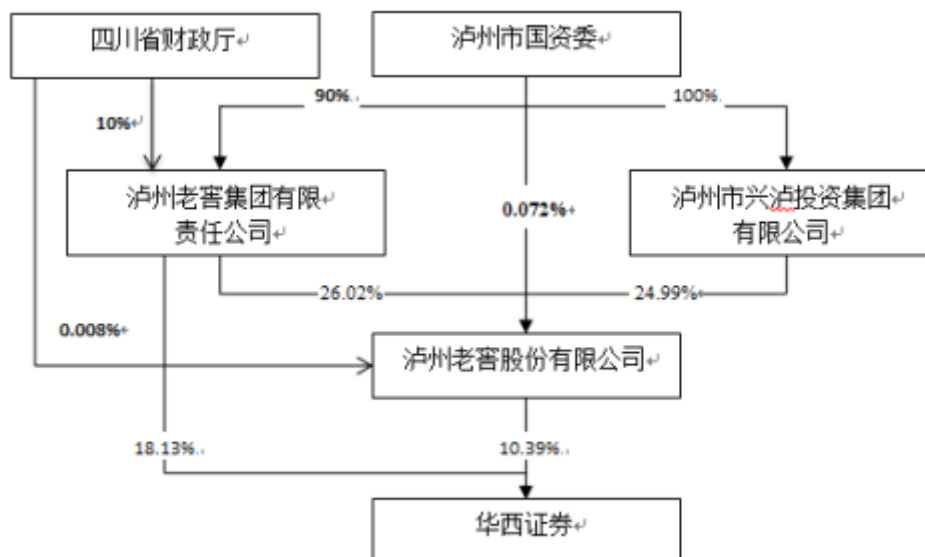 四川省财政厅
泸州市国资委
90%
100%
10%
泸州老窖集团有限
责任公司
0.072%
泸州市兴泸投资集团
有限公司
26.02%
24.99%
0.008%
泸州老窖股份有限公司
18.13%
10.39%
华西证券